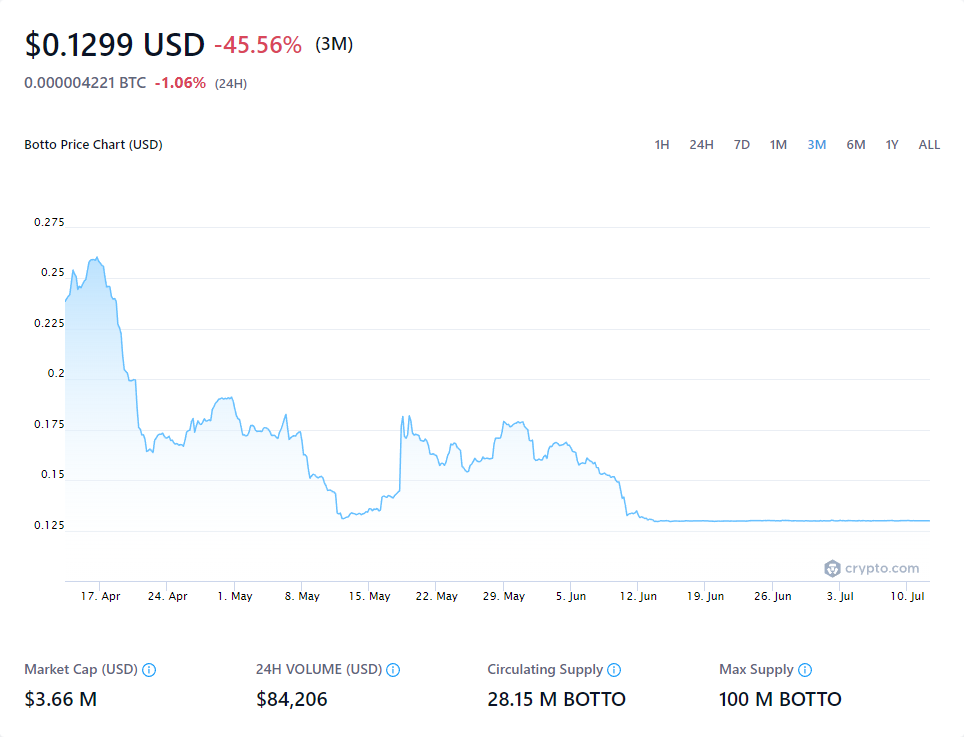 $0.1299 USD -45.56% (3M)
0.000004221 BTC -1.06% (24H)
Botto Price Chart (USD)
1H 24H 7D 1M 3M 6M 1Y ALL
0.275
0.25
0.225
0.2
0.175
0.15
0.125
crypto.com
17. Apr 24. Apr 1. May 8. May 15. May 22. May 29. May 5. Jun 12. Jun 19. Jun 26. Jun 3. Jul 10. Jul
Market Cap (USD) 24H VOLUME (USD) Circulating Supply Max Supply
$3.66 M $84,206 28.15 M BOTTO 100 M BOTTO